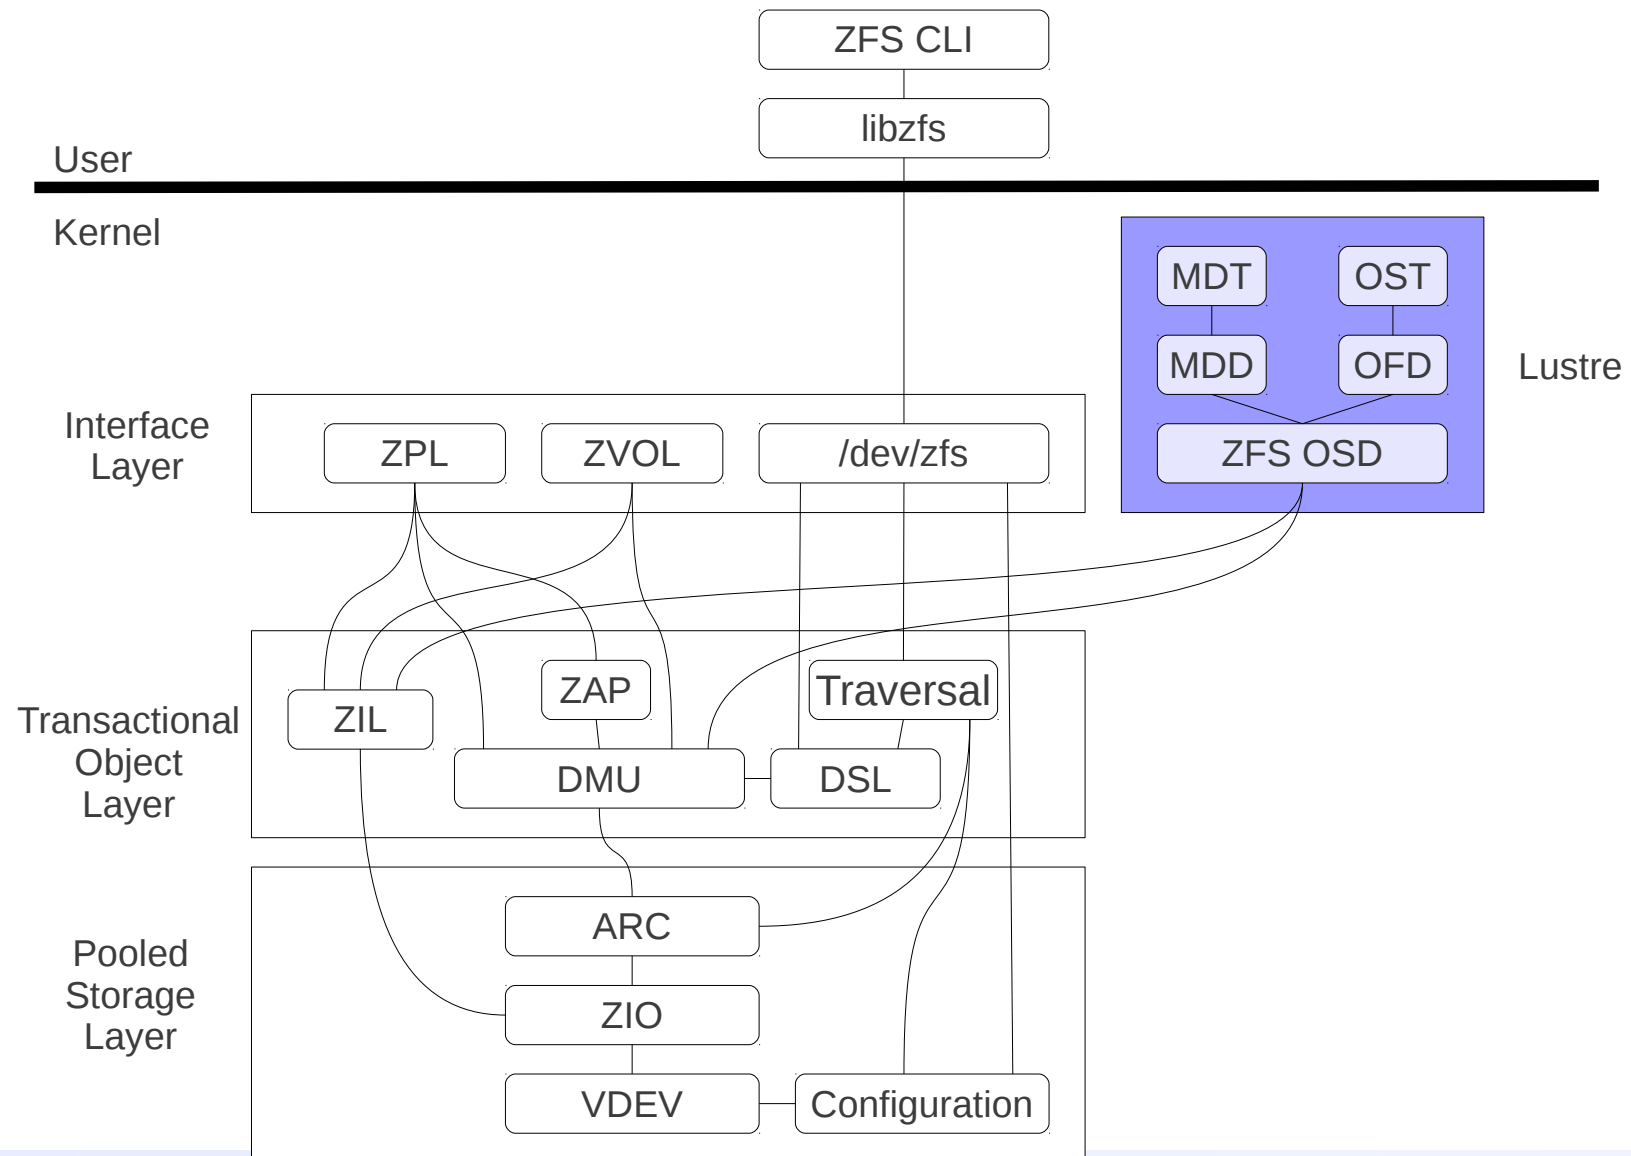 ZFS CLI
libzfs
User
Kernel
MDT
OST
MDD
OFD
Lustre
Interface
Layer
ZPL
ZVOL
/dev/zfs
ZFS OSD
Transactional
Object
Layer
ZIL
ZAP
Traversal
DMU
DSL
Pooled
Storage
Layer
ARC
ZIO
VDEV
Configuration